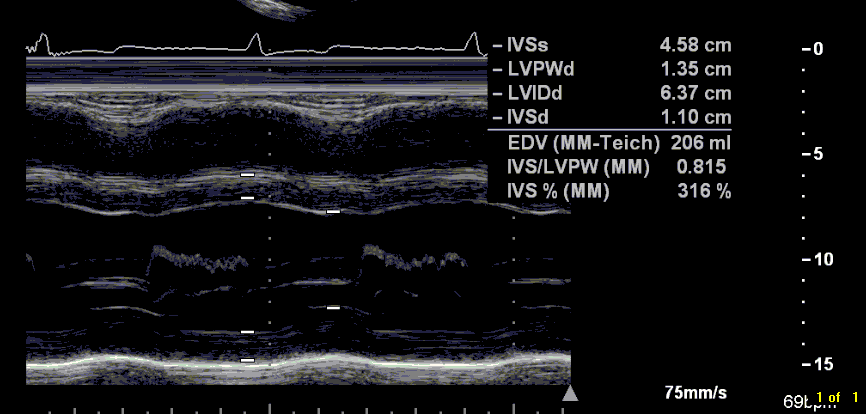 – IVSs 4.58 cm
– LVPWd 1.35 cm
– LVIDd 6.37 cm
– IVSd 1.10 cm
EDV (MM-Teich) 206 ml
IVS/LVPW (MM) 0.815
IVS % (MM) 316 %
0
5
10
15
75mm/s
69bpm
1 of 1